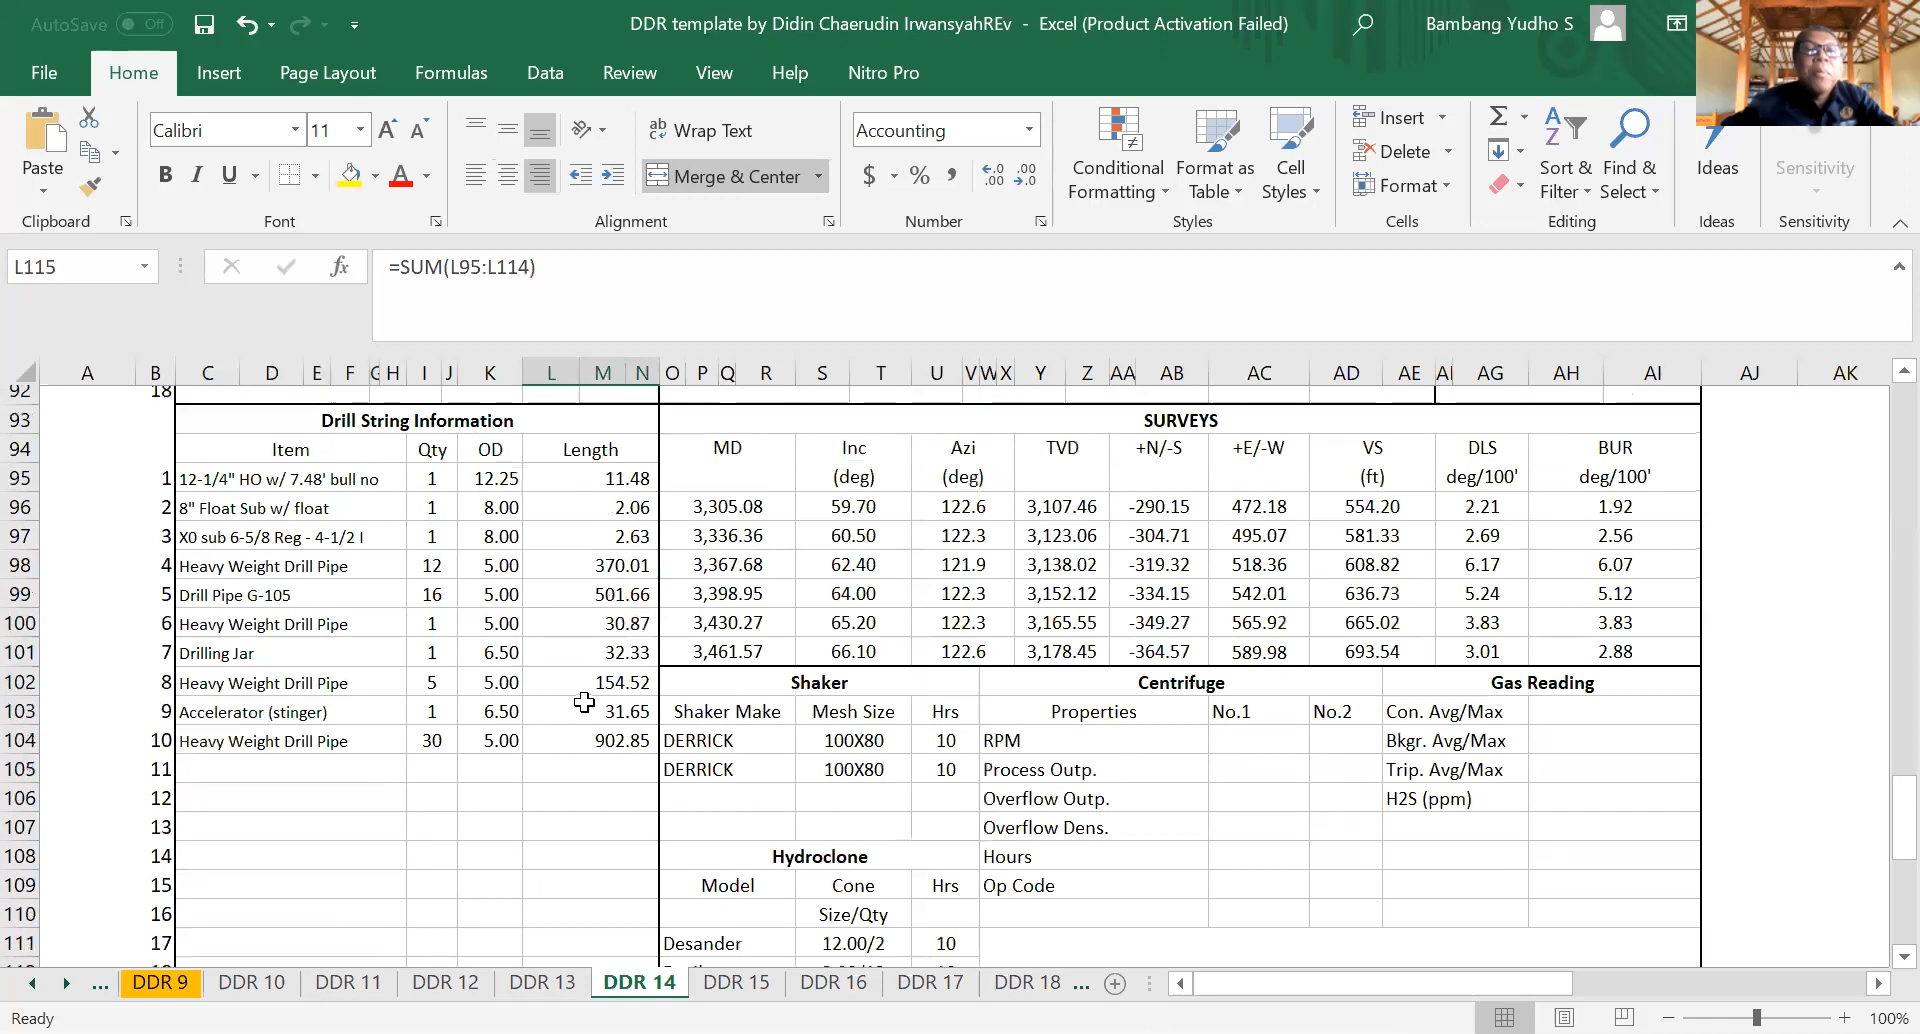 AutoSave Off DDR template by Didin Chaerudin IrwansyahREv - Excel (Product Activation Failed) Bambang Yudho S
File Home Insert Page Layout Formulas Data Review View Help Nitro Pro
Calibri 11 Wrap Text Accounting Insert
Paste B I U Merge & Center $ % Conditional Formatting Format as Table Cell Styles Delete Format Sort & Filter Find & Select Ideas Sensitivity
Clipboard Font Alignment Number Styles Cells Editing Ideas Sensitivity
L115 fx =SUM(L95:L114)
A B C D E F G H I J K L M N O P Q R S T U V W X Y Z AA AB AC AD AE AG AH AI AJ AK
92 18
93 Drill String Information SURVEYS
94 Item Qty OD Length MD Inc Azi TVD +N/-S +E/-W VS DLS BUR
95 1 12-1/4" HO w/ 7.48' bull no 1 12.25 11.48 (deg) (deg) (ft) deg/100' deg/100'
96 2 8" Float Sub w/ float 1 8.00 2.06 3,305.08 59.70 122.6 3,107.46 -290.15 472.18 554.20 2.21 1.92
97 3 X0 sub 6-5/8 Reg - 4-1/2 I 1 8.00 2.63 3,336.36 60.50 122.3 3,123.06 -304.71 495.07 581.33 2.69 2.56
98 4 Heavy Weight Drill Pipe 12 5.00 370.01 3,367.68 62.40 121.9 3,138.02 -319.32 518.36 608.82 6.17 6.07
99 5 Drill Pipe G-105 16 5.00 501.66 3,398.95 64.00 122.3 3,152.12 -334.15 542.01 636.73 5.24 5.12
100 6 Heavy Weight Drill Pipe 1 5.00 30.87 3,430.27 65.20 122.3 3,165.55 -349.27 565.92 665.02 3.83 3.83
101 7 Drilling Jar 1 6.50 32.33 3,461.57 66.10 122.6 3,178.45 -364.57 589.98 693.54 3.01 2.88
102 8 Heavy Weight Drill Pipe 5 5.00 154.52 Shaker Centrifuge Gas Reading
103 9 Accelerator (stinger) 1 6.50 31.65 Shaker Make Mesh Size Hrs Properties No.1 No.2 Con. Avg/Max
104 10 Heavy Weight Drill Pipe 30 5.00 902.85 DERRICK 100X80 10 RPM Bkgr. Avg/Max
105 11 DERRICK 100X80 10 Process Outp. Trip. Avg/Max
106 12 Overflow Outp. H2S (ppm)
107 13 Overflow Dens.
108 14 Hydroclone Hours
109 15 Model Cone Hrs Op Code
110 16 Size/Qty
111 17 Desander 12.00/2 10
... DDR 9 DDR 10 DDR 11 DDR 12 DDR 13 DDR 14 DDR 15 DDR 16 DDR 17 DDR 18 ...
Ready 100%